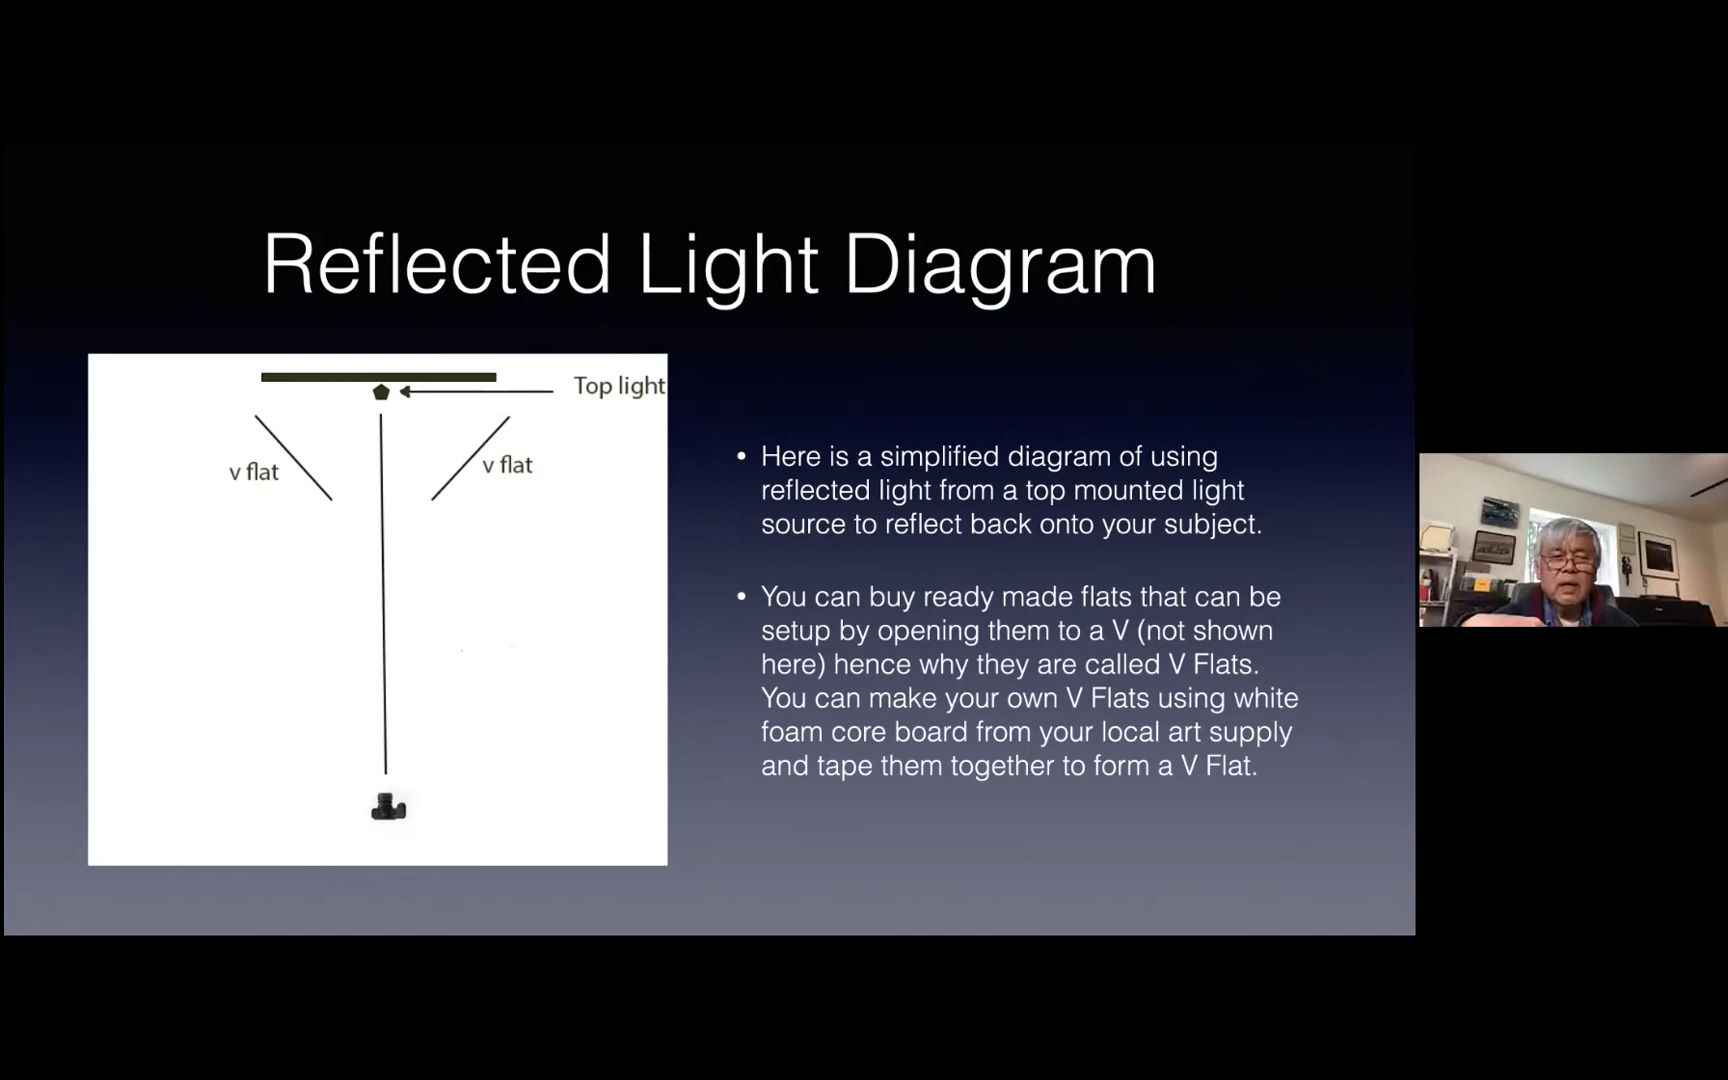 Reflected Light Diagram
Top light
v flat
v flat
• Here is a simplified diagram of using
reflected light from a top mounted light
source to reflect back onto your subject.
• You can buy ready made flats that can be
setup by opening them to a V (not shown
here) hence why they are called V Flats.
You can make your own V Flats using white
foam core board from your local art supply
and tape them together to form a V Flat.